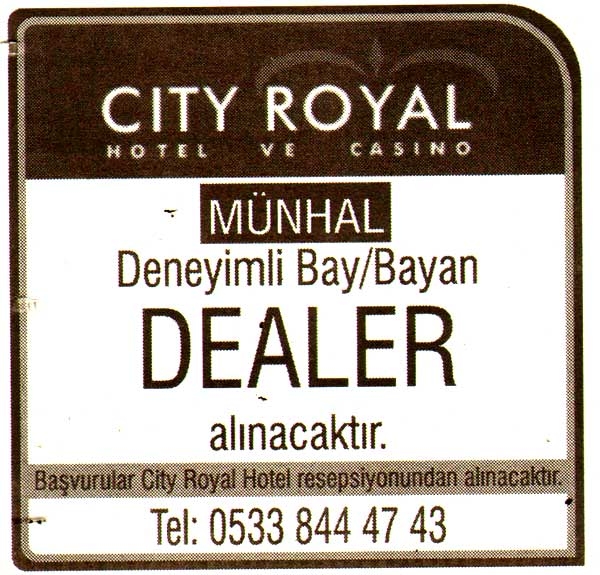 CITY ROYAL
HOTEL VE CASINO
MÜNHAL
Deneyimli Bay/Bayan
DEALER
alınacaktır.
Başvurular City Royal Hotel resepsiyonundan alınacaktır.
Tel: 0533 844 47 43